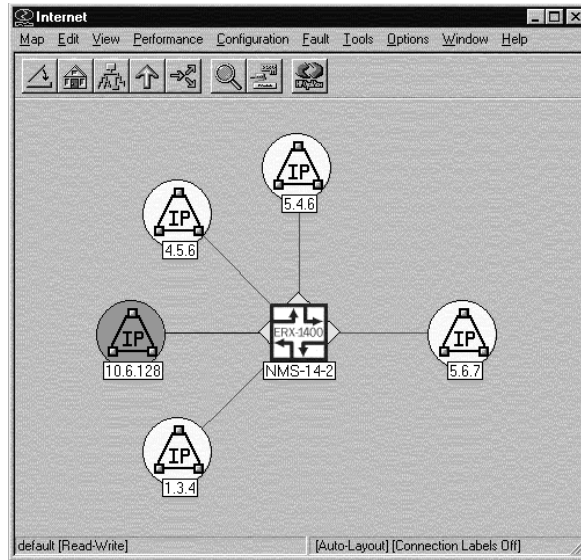 Internet
Map Edit View Performance Configuration Fault Tools Options Window Help
IP
5.4.6
IP
4.5.6
IP
10.6.128
ERX-1400
NMS-14-2
IP
5.6.7
IP
1.3.4
default [Read-Write] [Auto-Layout] [Connection Labels Off]